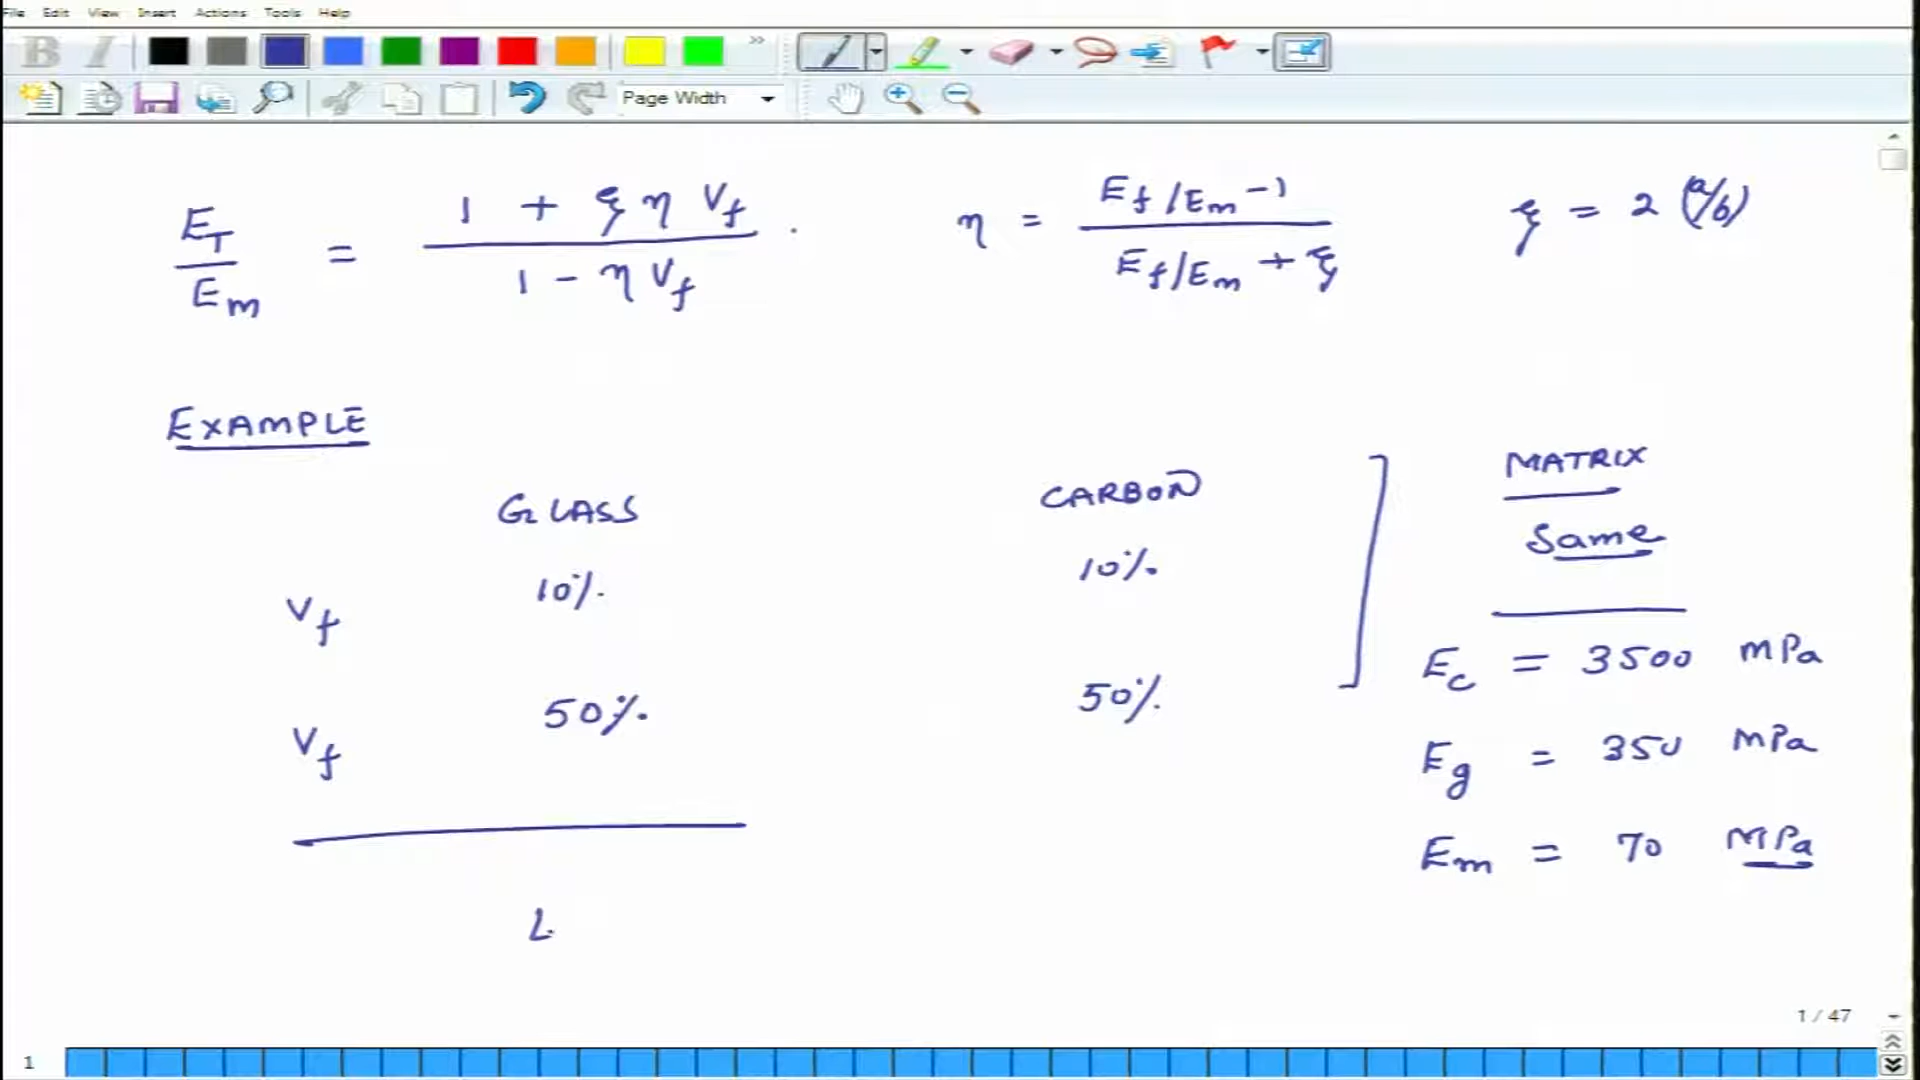 File Edit View Insert Actions Tools Help
B I
Page Width
E_T / E_m = (1 + ξ η V_f) / (1 - η V_f) . η = (E_f/E_m - 1) / (E_f/E_m + ξ) ξ = 2 (a/b)
EXAMPLE
GLASS CARBON MATRIX
V_f 10% 10% Same
V_f 50% 50%
E_c = 3500 MPa
E_g = 350 MPa
E_m = 70 MPa
L
1 / 47
1